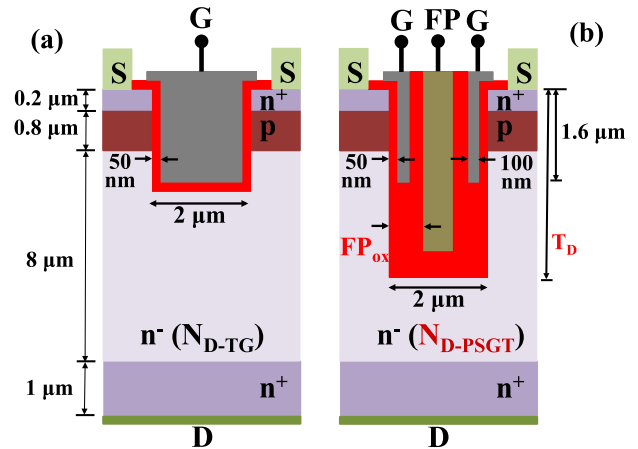 (a)
G
S
S
0.2 µm
n+
0.8 µm
p
50
nm
2 µm
8 µm
n- (ND-TG)
1 µm
n+
D
G FP G
(b)
S
S
n+
p
1.6 µm
50
nm
100
nm
FPox
TD
2 µm
n- (ND-PSGT)
n+
D